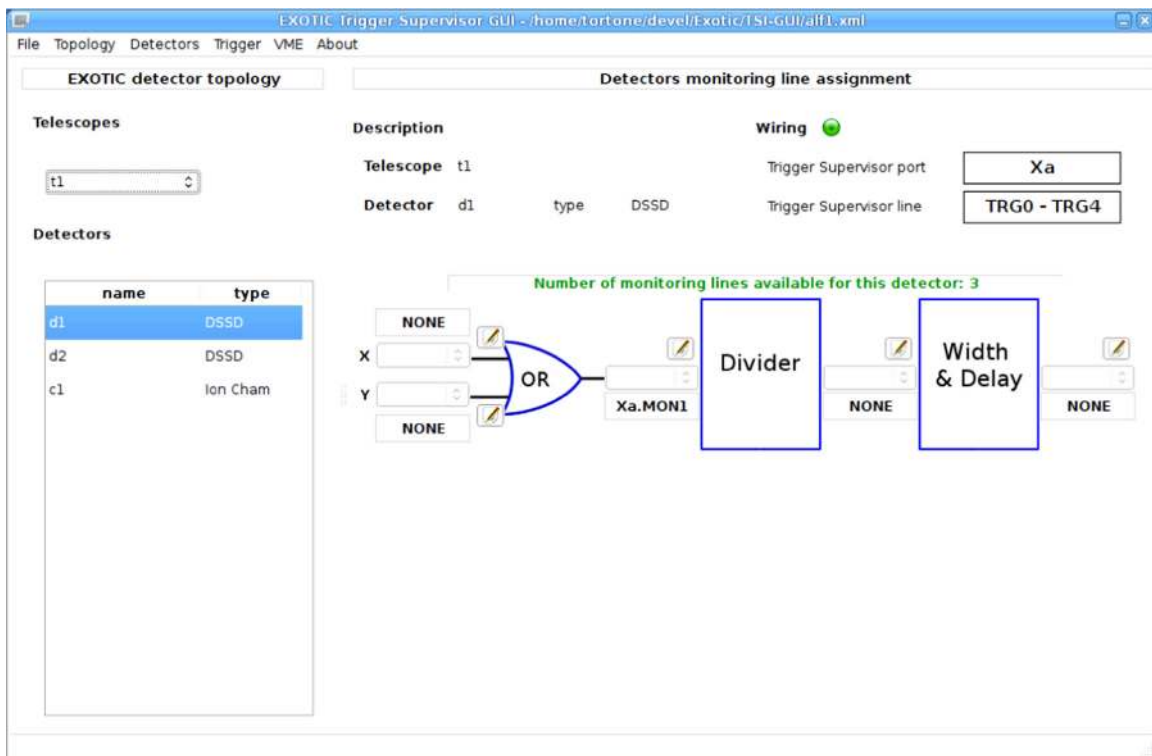 EXOTIC Trigger Supervisor GUI - /home/tortone/devel/Exotic/TSI-GUI/alf1.xml
File Topology Detectors Trigger VME About
EXOTIC detector topology
Detectors monitoring line assignment
Telescopes
t1
Detectors
name type
d1 DSSD
d2 DSSD
c1 Ion Cham
Description
Telescope t1
Detector d1 type DSSD
Wiring
Trigger Supervisor port Xa
Trigger Supervisor line TRG0 - TRG4
Number of monitoring lines available for this detector: 3
NONE
X
Y
NONE
OR
Xa.MON1
Divider
NONE
Width
& Delay
NONE